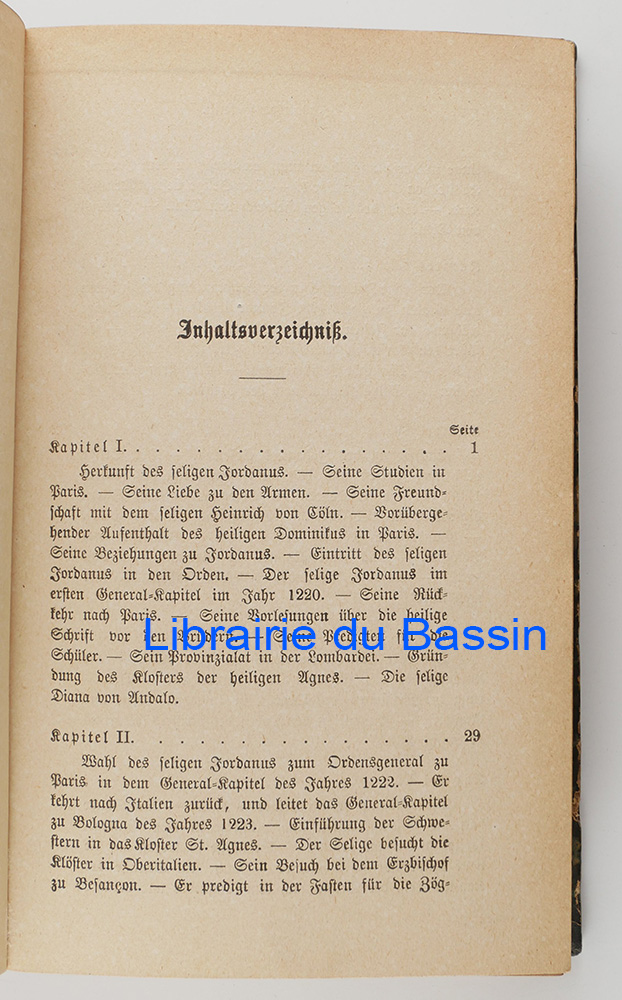 Inhaltsverzeichniß.
Seite
Kapitel I. . . . . . . . . . . . . . . . . . 1
Herkunft des seligen Jordanus. — Seine Studien in
Paris. — Seine Liebe zu den Armen. — Seine Freund-
schaft mit dem seligen Heinrich von Cöln. — Vorüberge-
hender Aufenthalt des heiligen Dominikus in Paris. —
Seine Beziehungen zu Jordanus. — Eintritt des seligen
Jordanus in den Orden. — Der selige Jordanus im
ersten General-Kapitel im Jahr 1220. — Seine Rück-
kehr nach Paris. — Seine Vorlesungen über die heilige
Schrift vor den Brüdern. — Seine Predigten für die
Librairie du Bassin
Schüler. — Sein Provinzialat in der Lombardei. — Grün-
dung des Klosters der heiligen Agnes. — Die selige
Diana von Andalo.
Kapitel II. . . . . . . . . . . . . . . . . 29
Wahl des seligen Jordanus zum Ordensgeneral zu
Paris in dem General-Kapitel des Jahres 1222. — Er
kehrt nach Italien zurück, und leitet das General-Kapitel
zu Bologna des Jahres 1223. — Einführung der Schwe-
stern in das Kloster St. Agnes. — Der Selige besucht die
Klöster in Oberitalien. — Sein Besuch bei dem Erzbischof
zu Besançon. — Er predigt in der Fasten für die Zög-